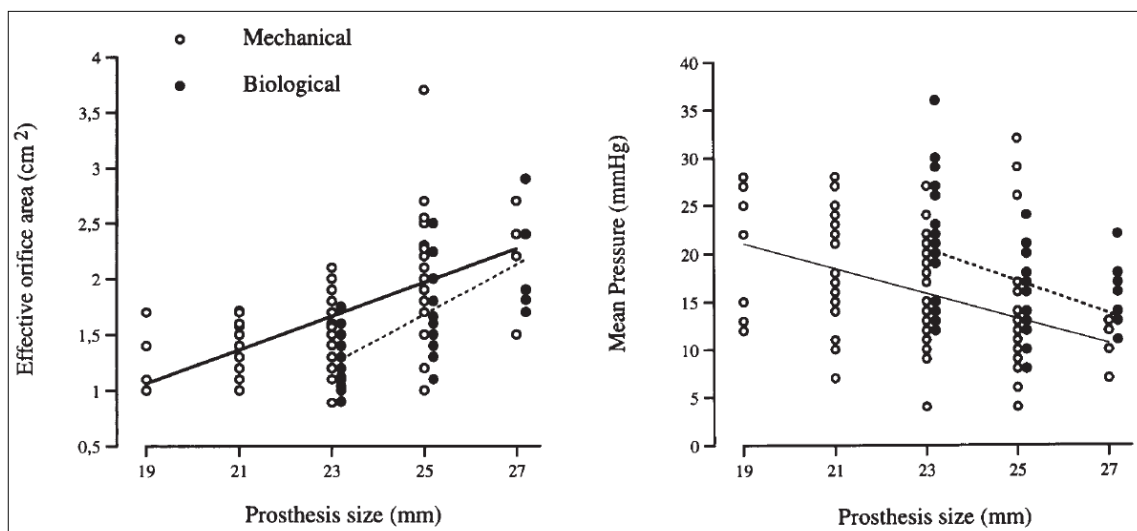 Mechanical
Biological
Effective orifice area (cm 2)
4
3,5
3
2,5
2
1,5
1
0,5
19 21 23 25 27
Prosthesis size (mm)
Mean Pressure (mmHg)
40
35
30
25
20
15
10
5
0
19 21 23 25 27
Prosthesis size (mm)